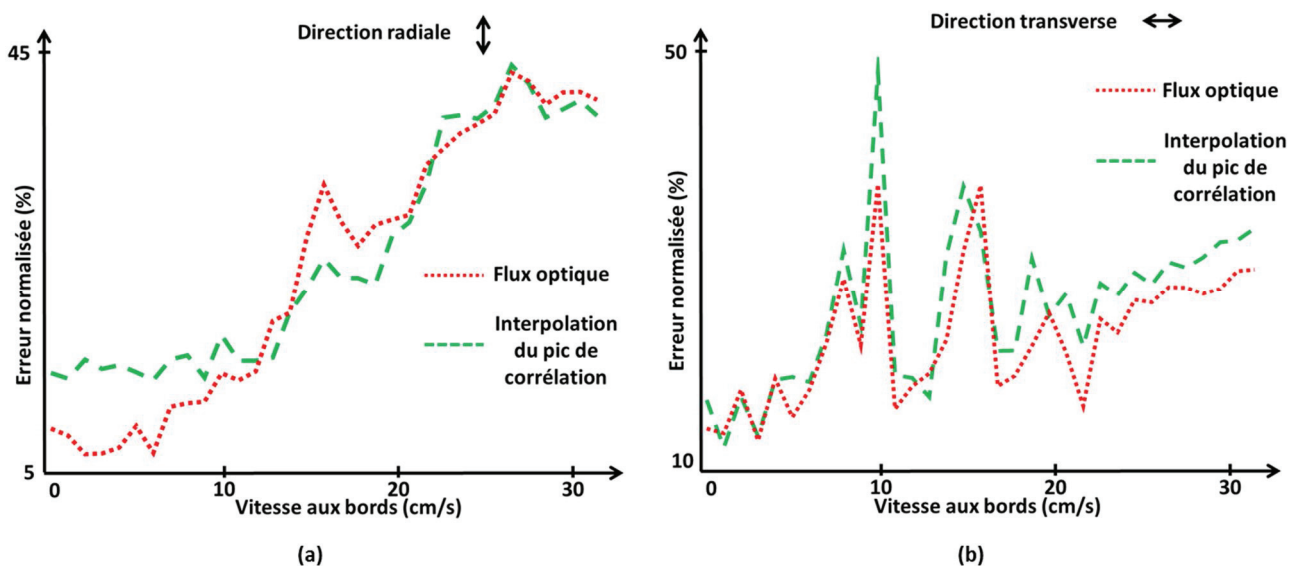 Direction radiale
45
Erreur normalisée (%)
Flux optique
Interpolation
du pic de
corrélation
5
0
10
20
30
Vitesse aux bords (cm/s)
(a)
Direction transverse
50
Erreur normalisée (%)
Flux optique
Interpolation
du pic de
corrélation
10
0
10
20
30
Vitesse aux bords (cm/s)
(b)